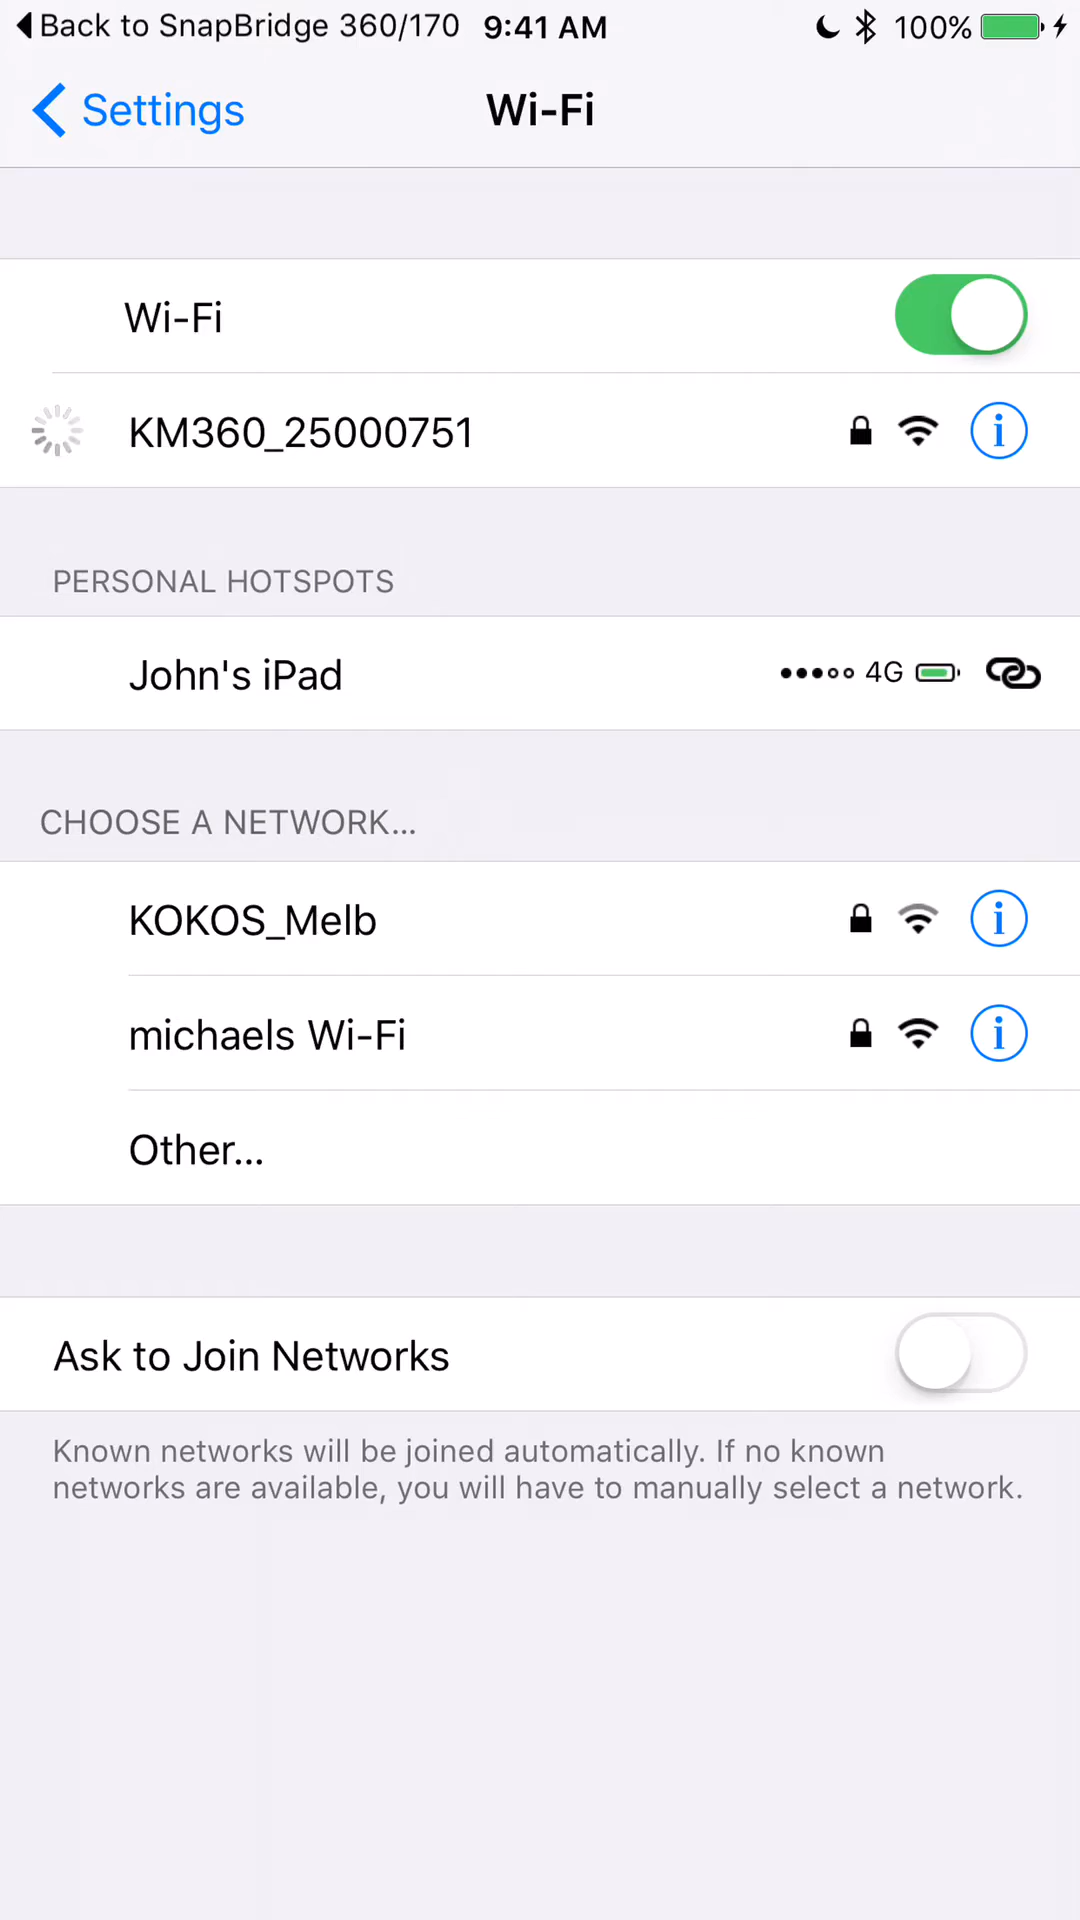 Back to SnapBridge 360/170 9:41 AM 100%
Settings Wi-Fi
Wi-Fi
KM360_25000751
PERSONAL HOTSPOTS
John's iPad 4G
CHOOSE A NETWORK...
KOKOS_Melb
michaels Wi-Fi
Other...
Ask to Join Networks
Known networks will be joined automatically. If no known
networks are available, you will have to manually select a network.